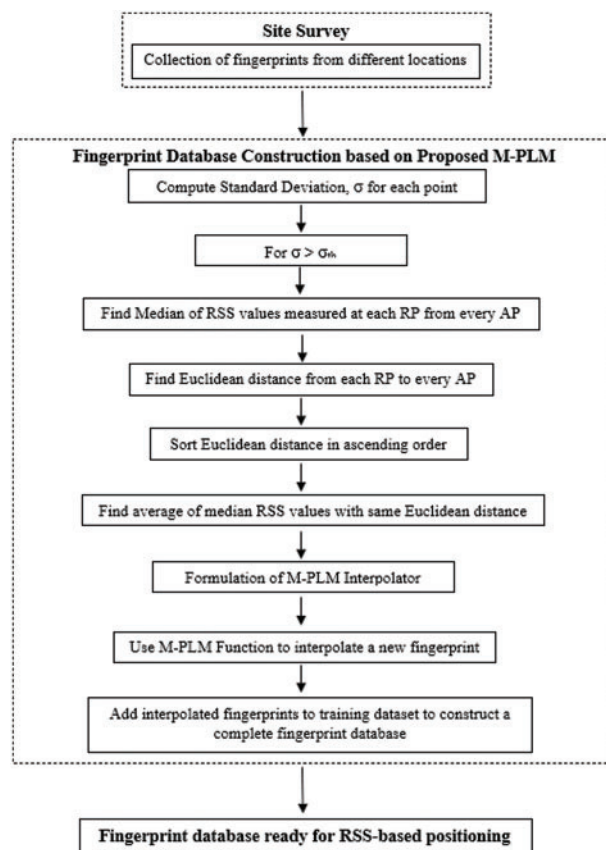 Site Survey
Collection of fingerprints from different locations
Fingerprint Database Construction based on Proposed M-PLM
Compute Standard Deviation, σ for each point
For σ > σth
Find Median of RSS values measured at each RP from every AP
Find Euclidean distance from each RP to every AP
Sort Euclidean distance in ascending order
Find average of median RSS values with same Euclidean distance
Formulation of M-PLM Interpolator
Use M-PLM Function to interpolate a new fingerprint
Add interpolated fingerprints to training dataset to construct a
complete fingerprint database
Fingerprint database ready for RSS-based positioning